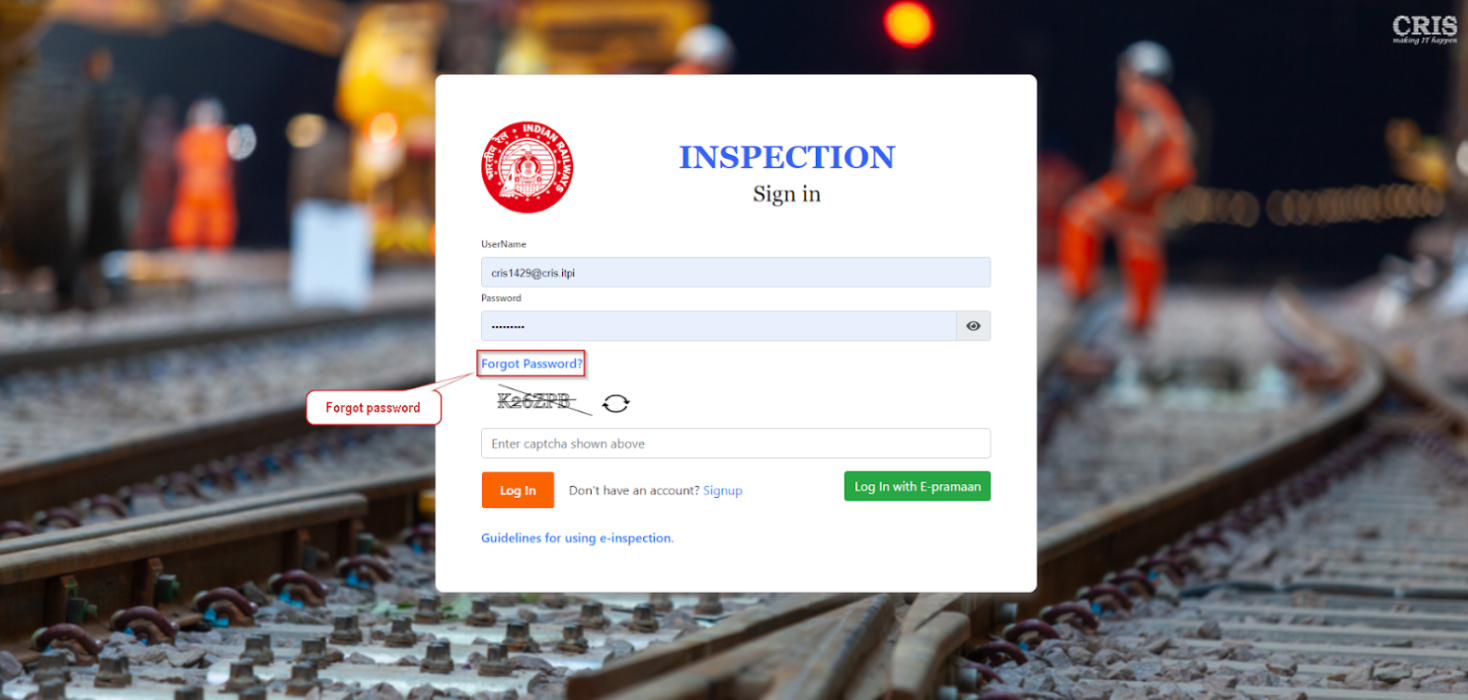 CRIS
making IT happen
भारतीय रेल • INDIAN RAILWAYS
INSPECTION
Sign in
UserName
cris1429@cris.itpi
Password
•••••••••
Forgot Password?
Forgot password
K26ZPB
Enter captcha shown above
Log In
Don't have an account? Signup
Log In with E-pramaan
Guidelines for using e-inspection.